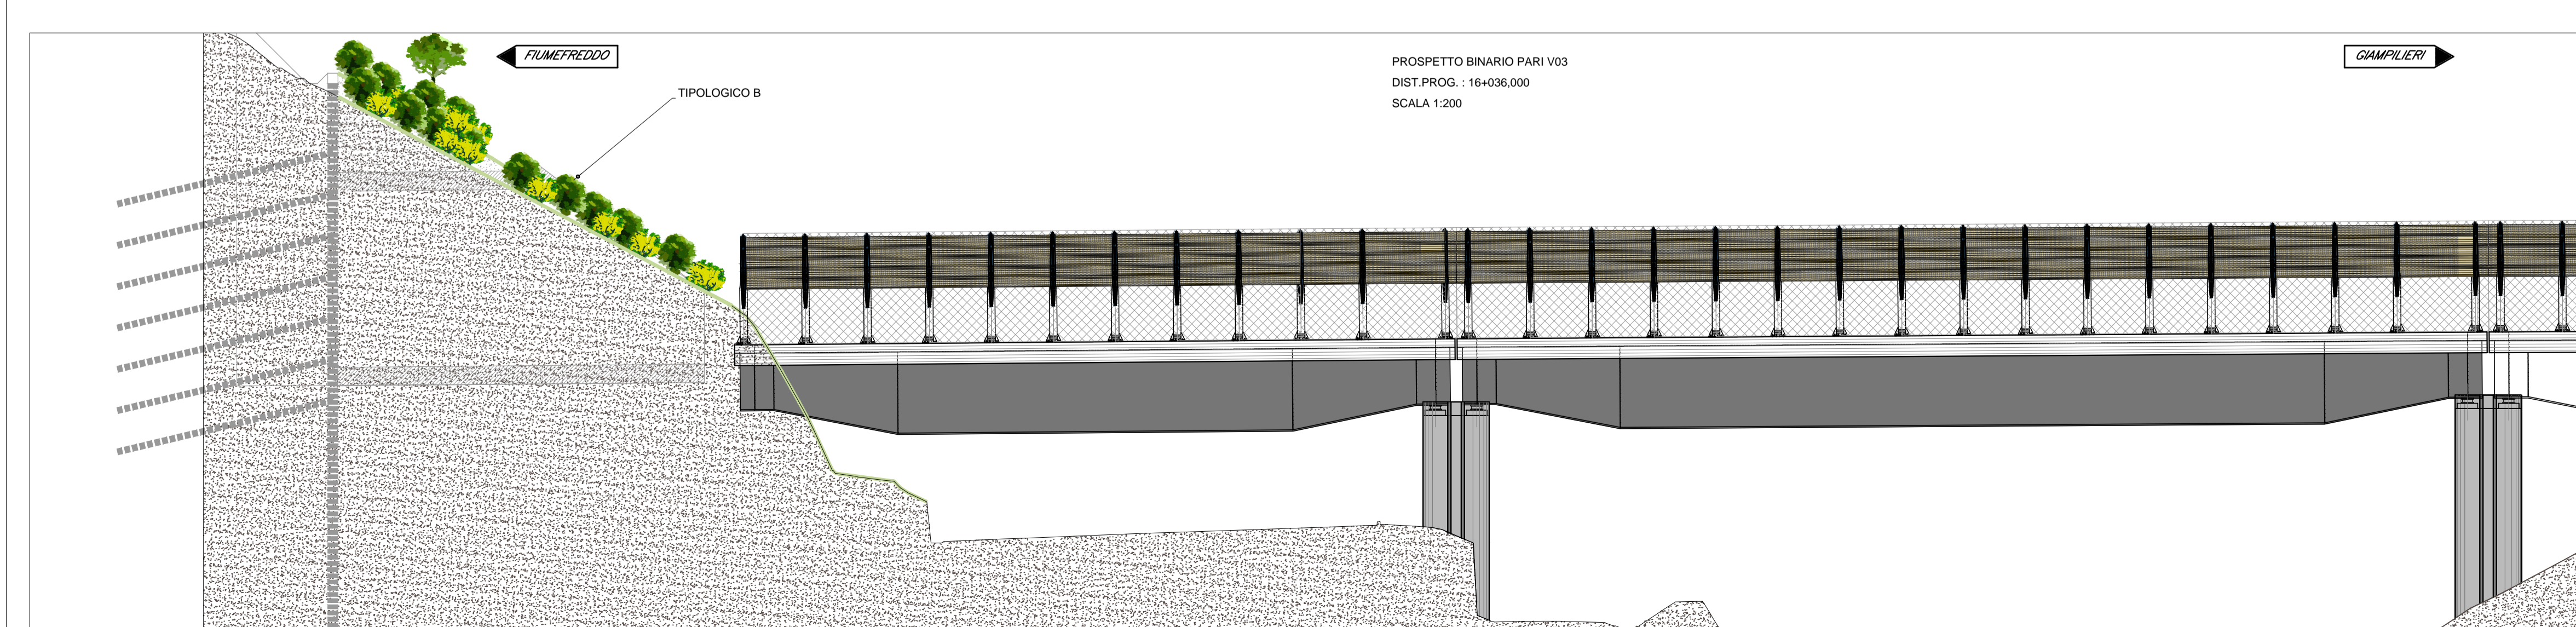 FIUMEFREDDO
PROSPETTO BINARIO PARI V03
DIST.PROG. : 16+036,000
SCALA 1:200
GIAMPILIERI
TIPOLOGICO B